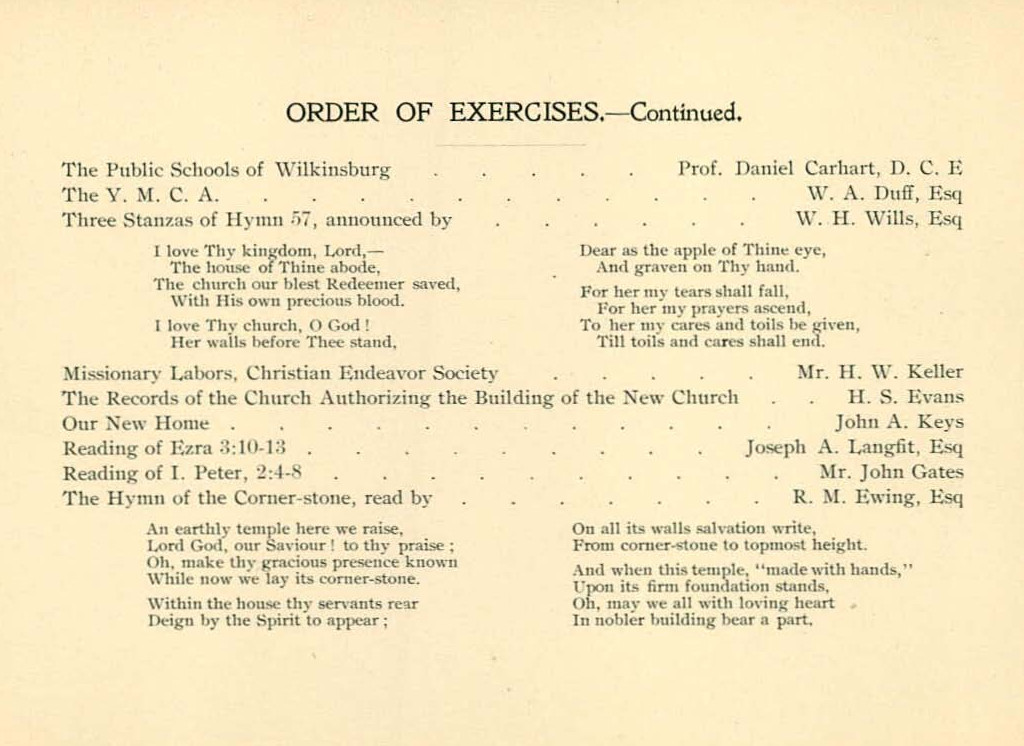 ORDER OF EXERCISES.—Continued.
The Public Schools of Wilkinsburg . . . . . Prof. Daniel Carhart, D. C. E
The Y. M. C. A. . . . . . . . . . . . . W. A. Duff, Esq
Three Stanzas of Hymn 57, announced by . . . . . . W. H. Wills, Esq
I love Thy kingdom, Lord,—
The house of Thine abode,
The church our blest Redeemer saved,
With His own precious blood.
I love Thy church, O God !
Her walls before Thee stand,
Dear as the apple of Thine eye,
And graven on Thy hand.
For her my tears shall fall,
For her my prayers ascend,
To her my cares and toils be given,
Till toils and cares shall end.
Missionary Labors, Christian Endeavor Society . . . . . Mr. H. W. Keller
The Records of the Church Authorizing the Building of the New Church . . H. S. Evans
Our New Home . . . . . . . . . . . . John A. Keys
Reading of Ezra 3:10-13 . . . . . . . . . Joseph A. Langfit, Esq
Reading of I. Peter, 2:4-8 . . . . . . . . . . Mr. John Gates
The Hymn of the Corner-stone, read by . . . . . . . R. M. Ewing, Esq
An earthly temple here we raise,
Lord God, our Saviour ! to thy praise ;
Oh, make thy gracious presence known
While now we lay its corner-stone.
Within the house thy servants rear
Deign by the Spirit to appear ;
On all its walls salvation write,
From corner-stone to topmost height.
And when this temple, "made with hands,"
Upon its firm foundation stands,
Oh, may we all with loving heart
In nobler building bear a part.